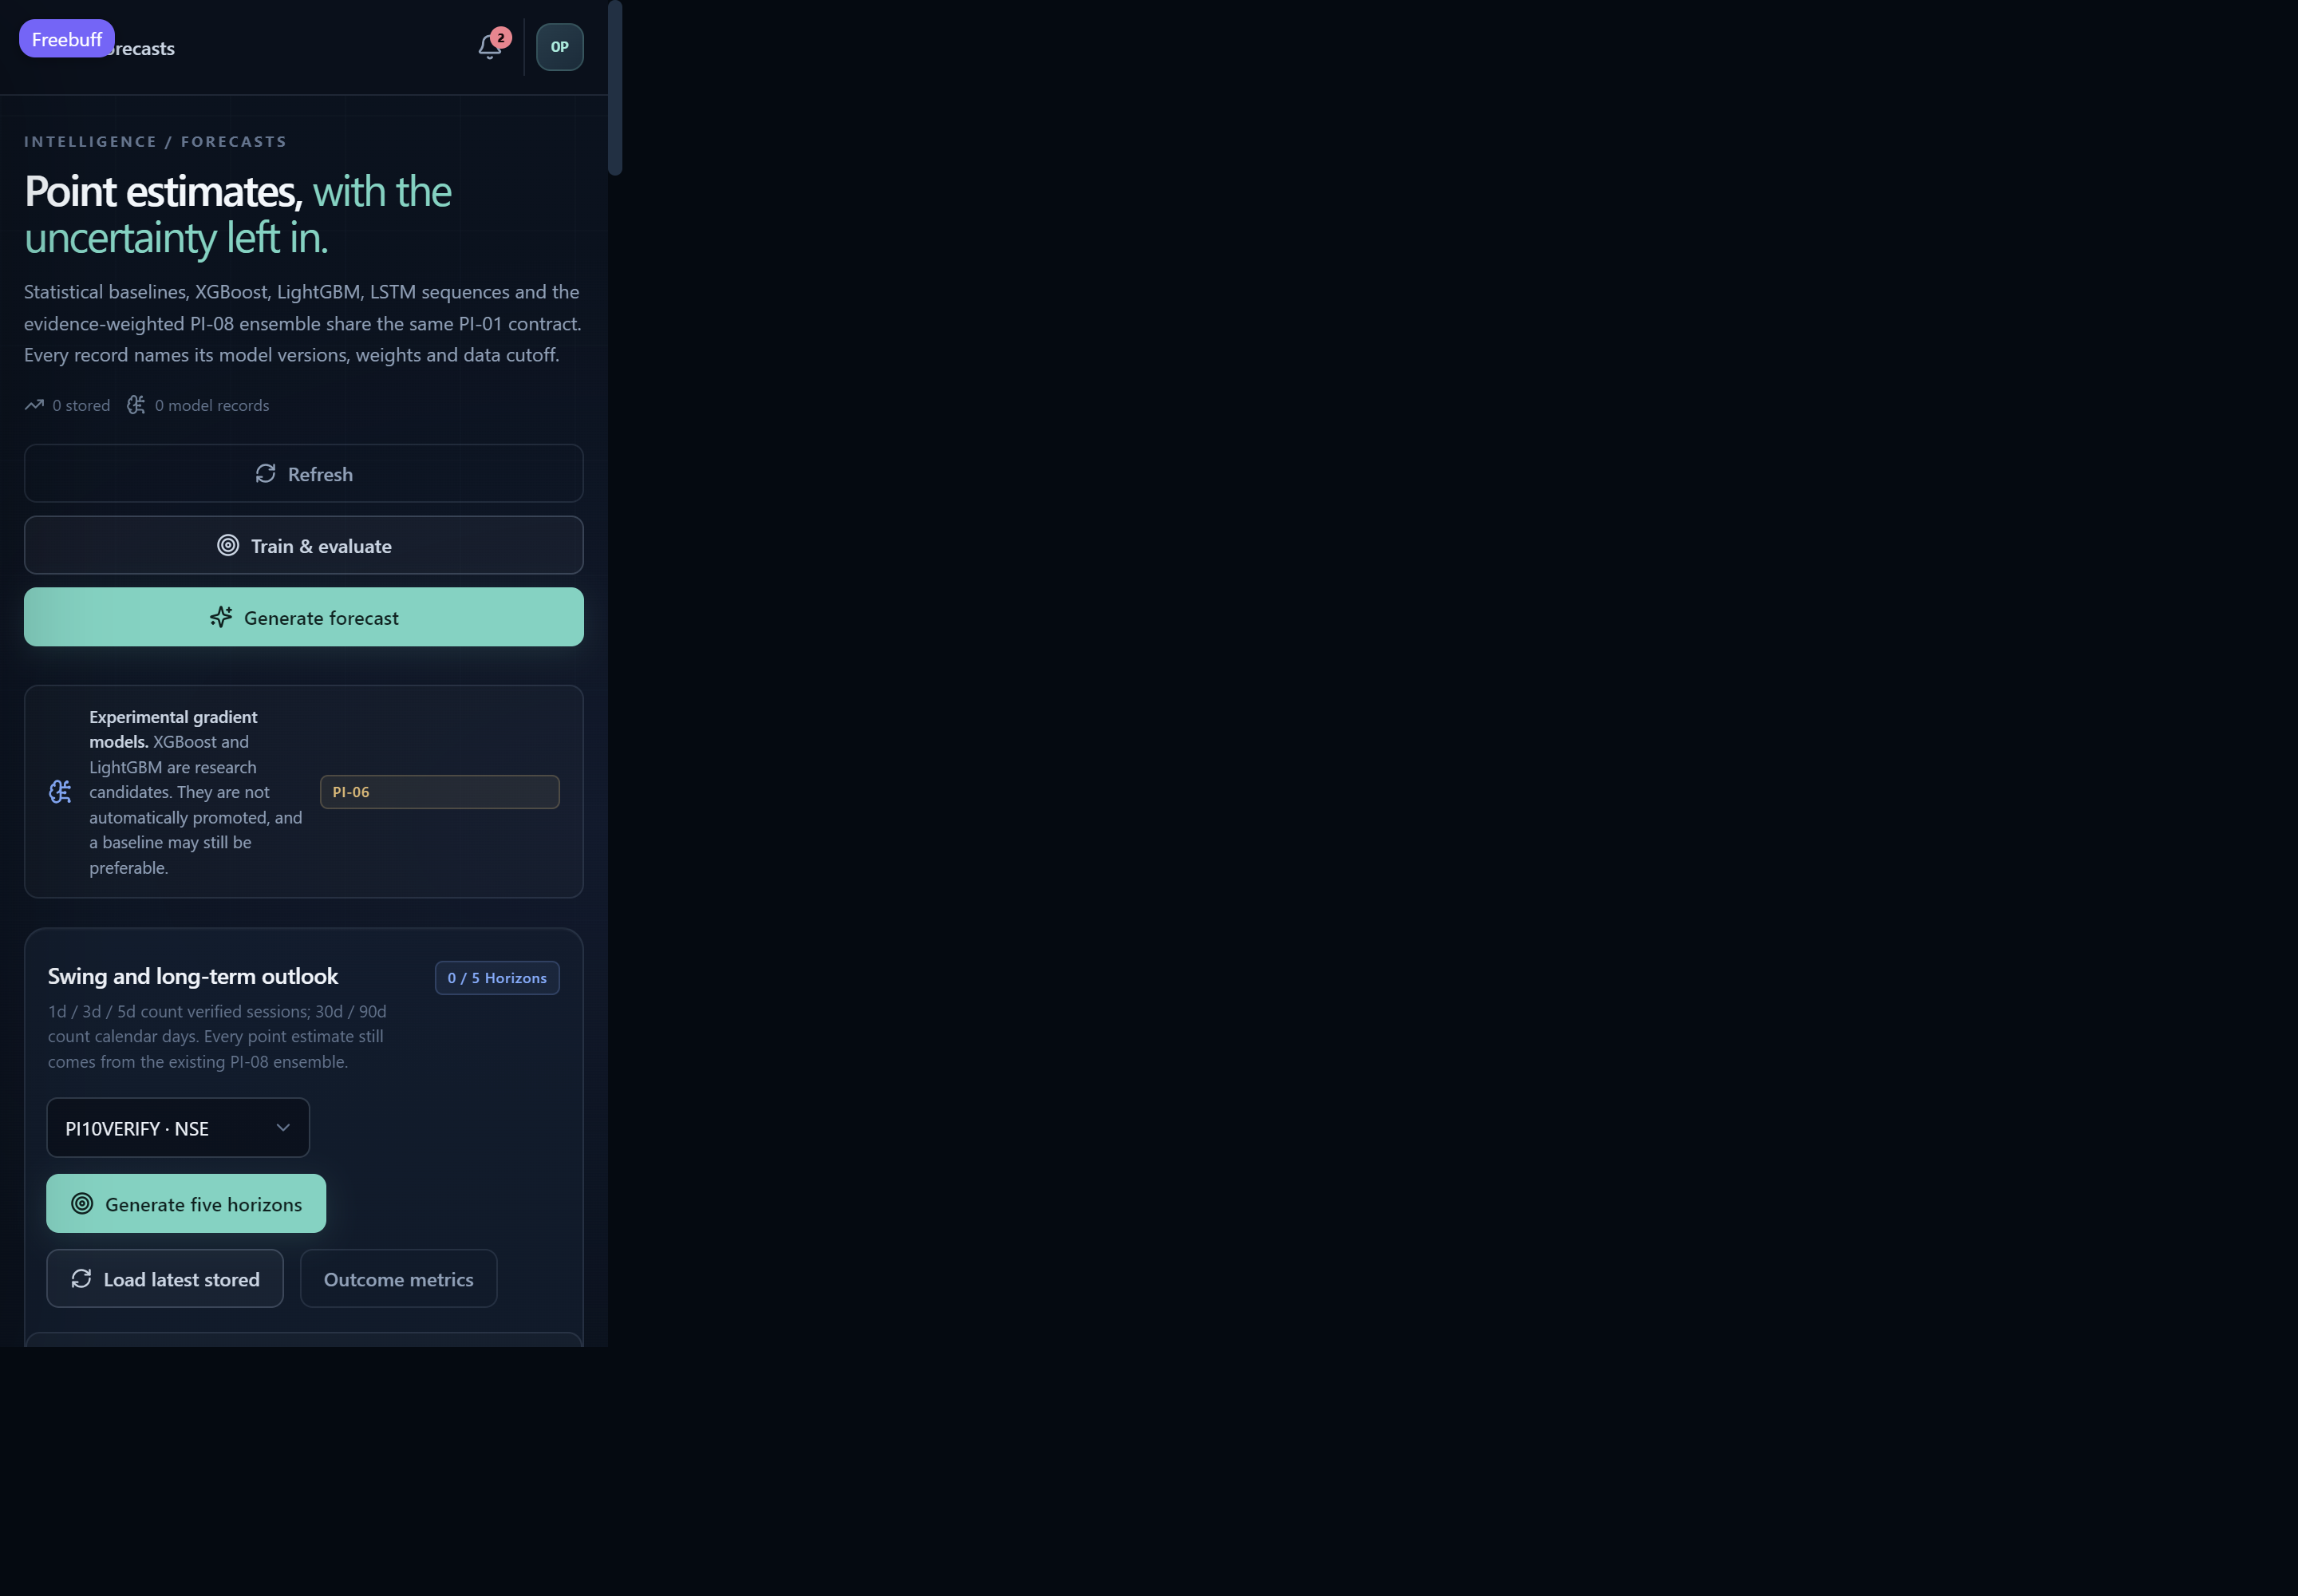 Freebuff
recasts
2
OP
INTELLIGENCE / FORECASTS
Point estimates, with the
uncertainty left in.
Statistical baselines, XGBoost, LightGBM, LSTM sequences and the
evidence-weighted PI-08 ensemble share the same PI-01 contract.
Every record names its model versions, weights and data cutoff.
0 stored
0 model records
Refresh
Train & evaluate
Generate forecast
Experimental gradient
models. XGBoost and
LightGBM are research
candidates. They are not
automatically promoted, and
a baseline may still be
preferable.
PI-06
Swing and long-term outlook
0 / 5 Horizons
1d / 3d / 5d count verified sessions; 30d / 90d
count calendar days. Every point estimate still
comes from the existing PI-08 ensemble.
PI10VERIFY · NSE
Generate five horizons
Load latest stored
Outcome metrics